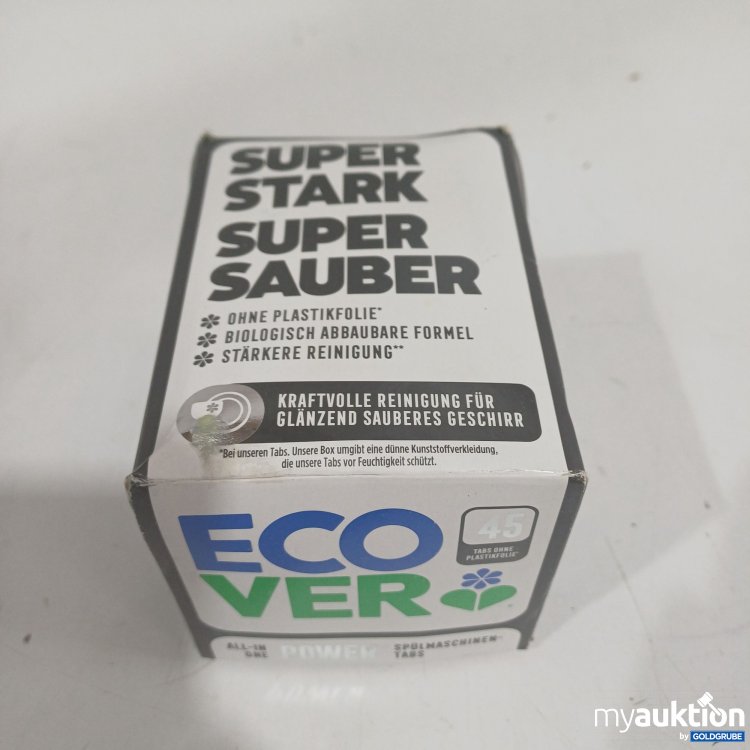 SUPER
STARK
SUPER
SAUBER
OHNE PLASTIKFOLIE*
BIOLOGISCH ABBAUBARE FORMEL
STÄRKERE REINIGUNG**
KRAFTVOLLE REINIGUNG FÜR
GLÄNZEND SAUBERES GESCHIRR
*Bei unseren Tabs. Unsere Box umgibt eine dünne Kunststoffverkleidung,
die unsere Tabs vor Feuchtigkeit schützt.
ECO
VER
45
TABS OHNE
PLASTIKFOLIE*
ALL-IN
ONE
POWER
SPÜLMASCHINEN-
TABS
myauktion
by GOLDGRUBE